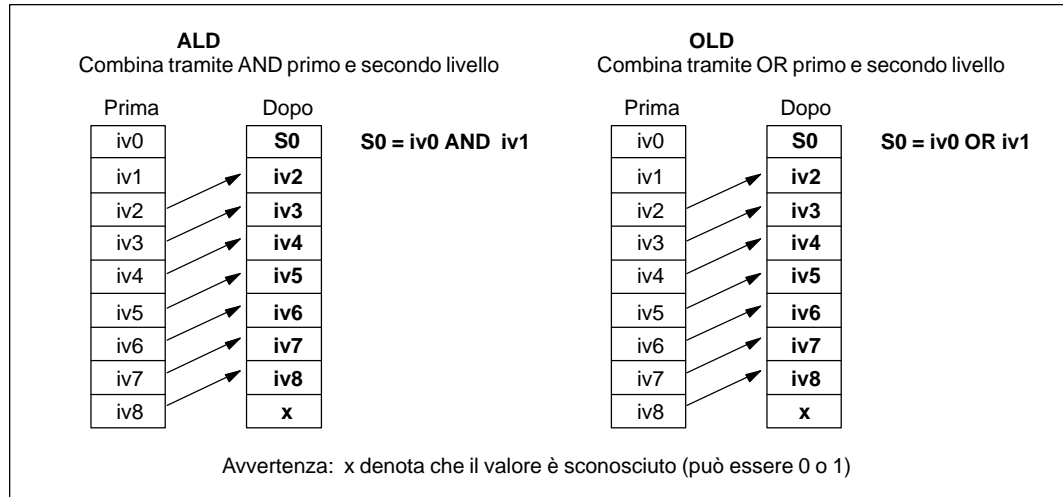 ALD
Combina tramite AND primo e secondo livello
Prima Dopo
iv0 S0 S0 = iv0 AND iv1
iv1 iv2
iv2 iv3
iv3 iv4
iv4 iv5
iv5 iv6
iv6 iv7
iv7 iv8
iv8 x
OLD
Combina tramite OR primo e secondo livello
Prima Dopo
iv0 S0 S0 = iv0 OR iv1
iv1 iv2
iv2 iv3
iv3 iv4
iv4 iv5
iv5 iv6
iv6 iv7
iv7 iv8
iv8 x
Avvertenza: x denota che il valore è sconosciuto (può essere 0 o 1)